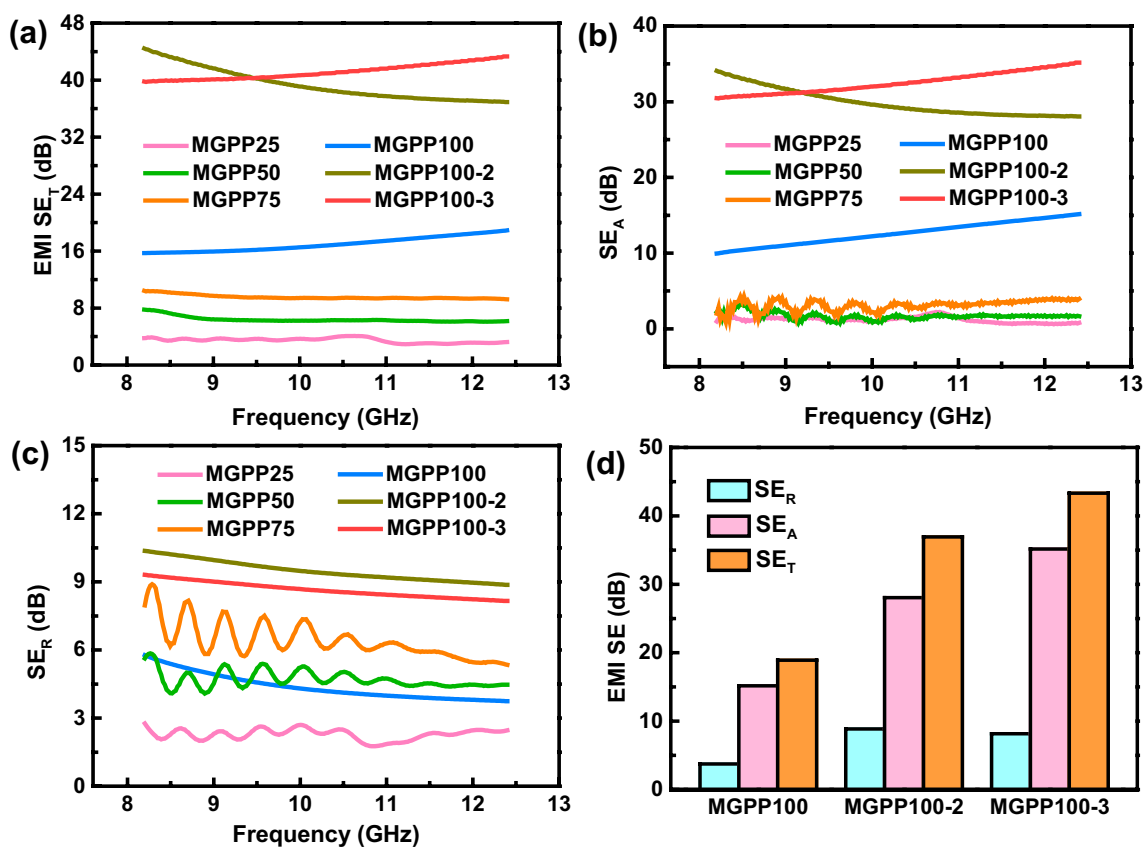 (a)
48
40
32
24
16
8
0
EMI SE_T (dB)
MGPP25
MGPP50
MGPP75
MGPP100
MGPP100-2
MGPP100-3
8 9 10 11 12 13
Frequency (GHz)
(b)
40
30
20
10
0
SE_A (dB)
MGPP25
MGPP50
MGPP75
MGPP100
MGPP100-2
MGPP100-3
8 9 10 11 12 13
Frequency (GHz)
(c)
15
12
9
6
3
0
SE_R (dB)
MGPP25
MGPP50
MGPP75
MGPP100
MGPP100-2
MGPP100-3
8 9 10 11 12 13
Frequency (GHz)
(d)
50
40
30
20
10
0
EMI SE (dB)
SE_R
SE_A
SE_T
MGPP100 MGPP100-2 MGPP100-3